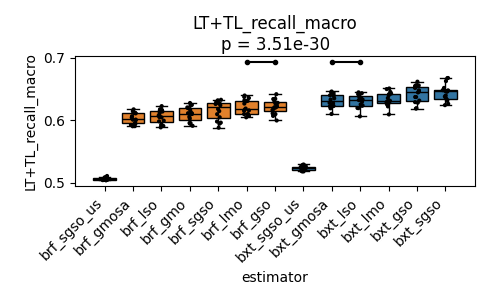 LT+TL_recall_macro
p = 3.51e-30
LT+TL_recall_macro
0.7
0.6
0.5
brf_sgso_us
brf_gmosa
brf_lso
brf_gmo
brf_sgso
brf_lmo
brf_gso
bxt_sgso_us
bxt_gmosa
bxt_lso
bxt_lmo
bxt_gso
bxt_sgso
estimator